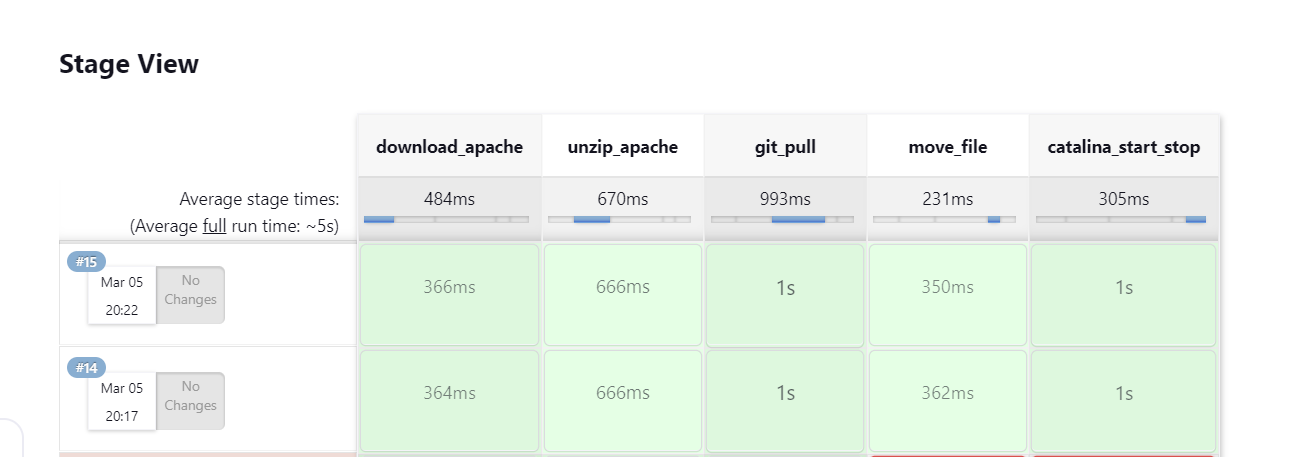 Stage View
download_apache
unzip_apache
git_pull
move_file
catalina_start_stop
Average stage times:
(Average full run time: ~5s)
484ms
670ms
993ms
231ms
305ms
#15
Mar 05
20:22
No
Changes
366ms
666ms
1s
350ms
1s
#14
Mar 05
20:17
No
Changes
364ms
666ms
1s
362ms
1s